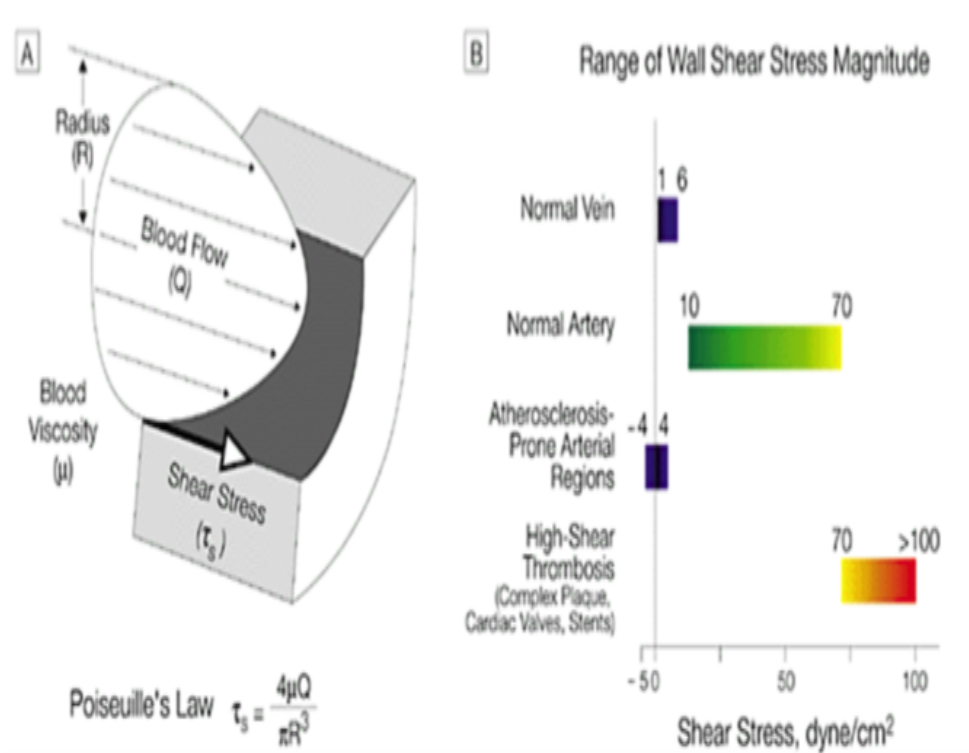 A
Radius
(R)
Blood Flow
(Q)
Blood
Viscosity
(μ)
Shear Stress
(τs)
Poiseuille's Law τs = 4μQ / πR³
B
Range of Wall Shear Stress Magnitude
1 6
Normal Vein
10 70
Normal Artery
Atherosclerosis-
-4 4
Prone Arterial
Regions
High-Shear
70 >100
Thrombosis
(Complex Plaque,
Cardiac Valves, Stents)
-5 0 50 100
Shear Stress, dyne/cm²